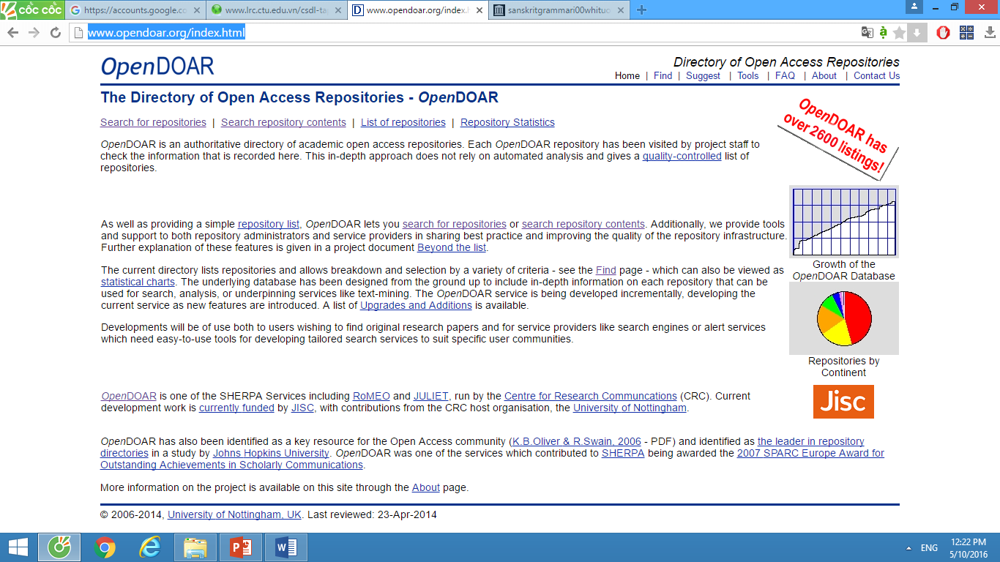 CỐC CỐC
https://accounts.google.co
www.lrc.ctu.edu.vn/csdl-ta
www.opendoar.org/index.h
sanskritgrammari00whituo
www.opendoar.org/index.html
OpenDOAR
Directory of Open Access Repositories
Home | Find | Suggest | Tools | FAQ | About | Contact Us
The Directory of Open Access Repositories - OpenDOAR
Search for repositories | Search repository contents | List of repositories | Repository Statistics
OpenDOAR has
over 2600 listings!
OpenDOAR is an authoritative directory of academic open access repositories. Each OpenDOAR repository has been visited by project staff to
check the information that is recorded here. This in-depth approach does not rely on automated analysis and gives a quality-controlled list of
repositories.
As well as providing a simple repository list, OpenDOAR lets you search for repositories or search repository contents. Additionally, we provide tools
and support to both repository administrators and service providers in sharing best practice and improving the quality of the repository infrastructure.
Further explanation of these features is given in a project document Beyond the list.
Growth of the
OpenDOAR Database
The current directory lists repositories and allows breakdown and selection by a variety of criteria - see the Find page - which can also be viewed as
statistical charts. The underlying database has been designed from the ground up to include in-depth information on each repository that can be
used for search, analysis, or underpinning services like text-mining. The OpenDOAR service is being developed incrementally, developing the
current service as new features are introduced. A list of Upgrades and Additions is available.
Developments will be of use both to users wishing to find original research papers and for service providers like search engines or alert services
which need easy-to-use tools for developing tailored search services to suit specific user communities.
Repositories by
Continent
Jisc
OpenDOAR is one of the SHERPA Services including RoMEO and JULIET, run by the Centre for Research Communcations (CRC). Current
development work is currently funded by JISC, with contributions from the CRC host organisation, the University of Nottingham.
OpenDOAR has also been identified as a key resource for the Open Access community (K.B.Oliver & R.Swain, 2006 - PDF) and identified as the leader in repository
directories in a study by Johns Hopkins University. OpenDOAR was one of the services which contributed to SHERPA being awarded the 2007 SPARC Europe Award for
Outstanding Achievements in Scholarly Communications.
More information on the project is available on this site through the About page.
© 2006-2014, University of Nottingham, UK. Last reviewed: 23-Apr-2014
ENG
12:22 PM
5/10/2016